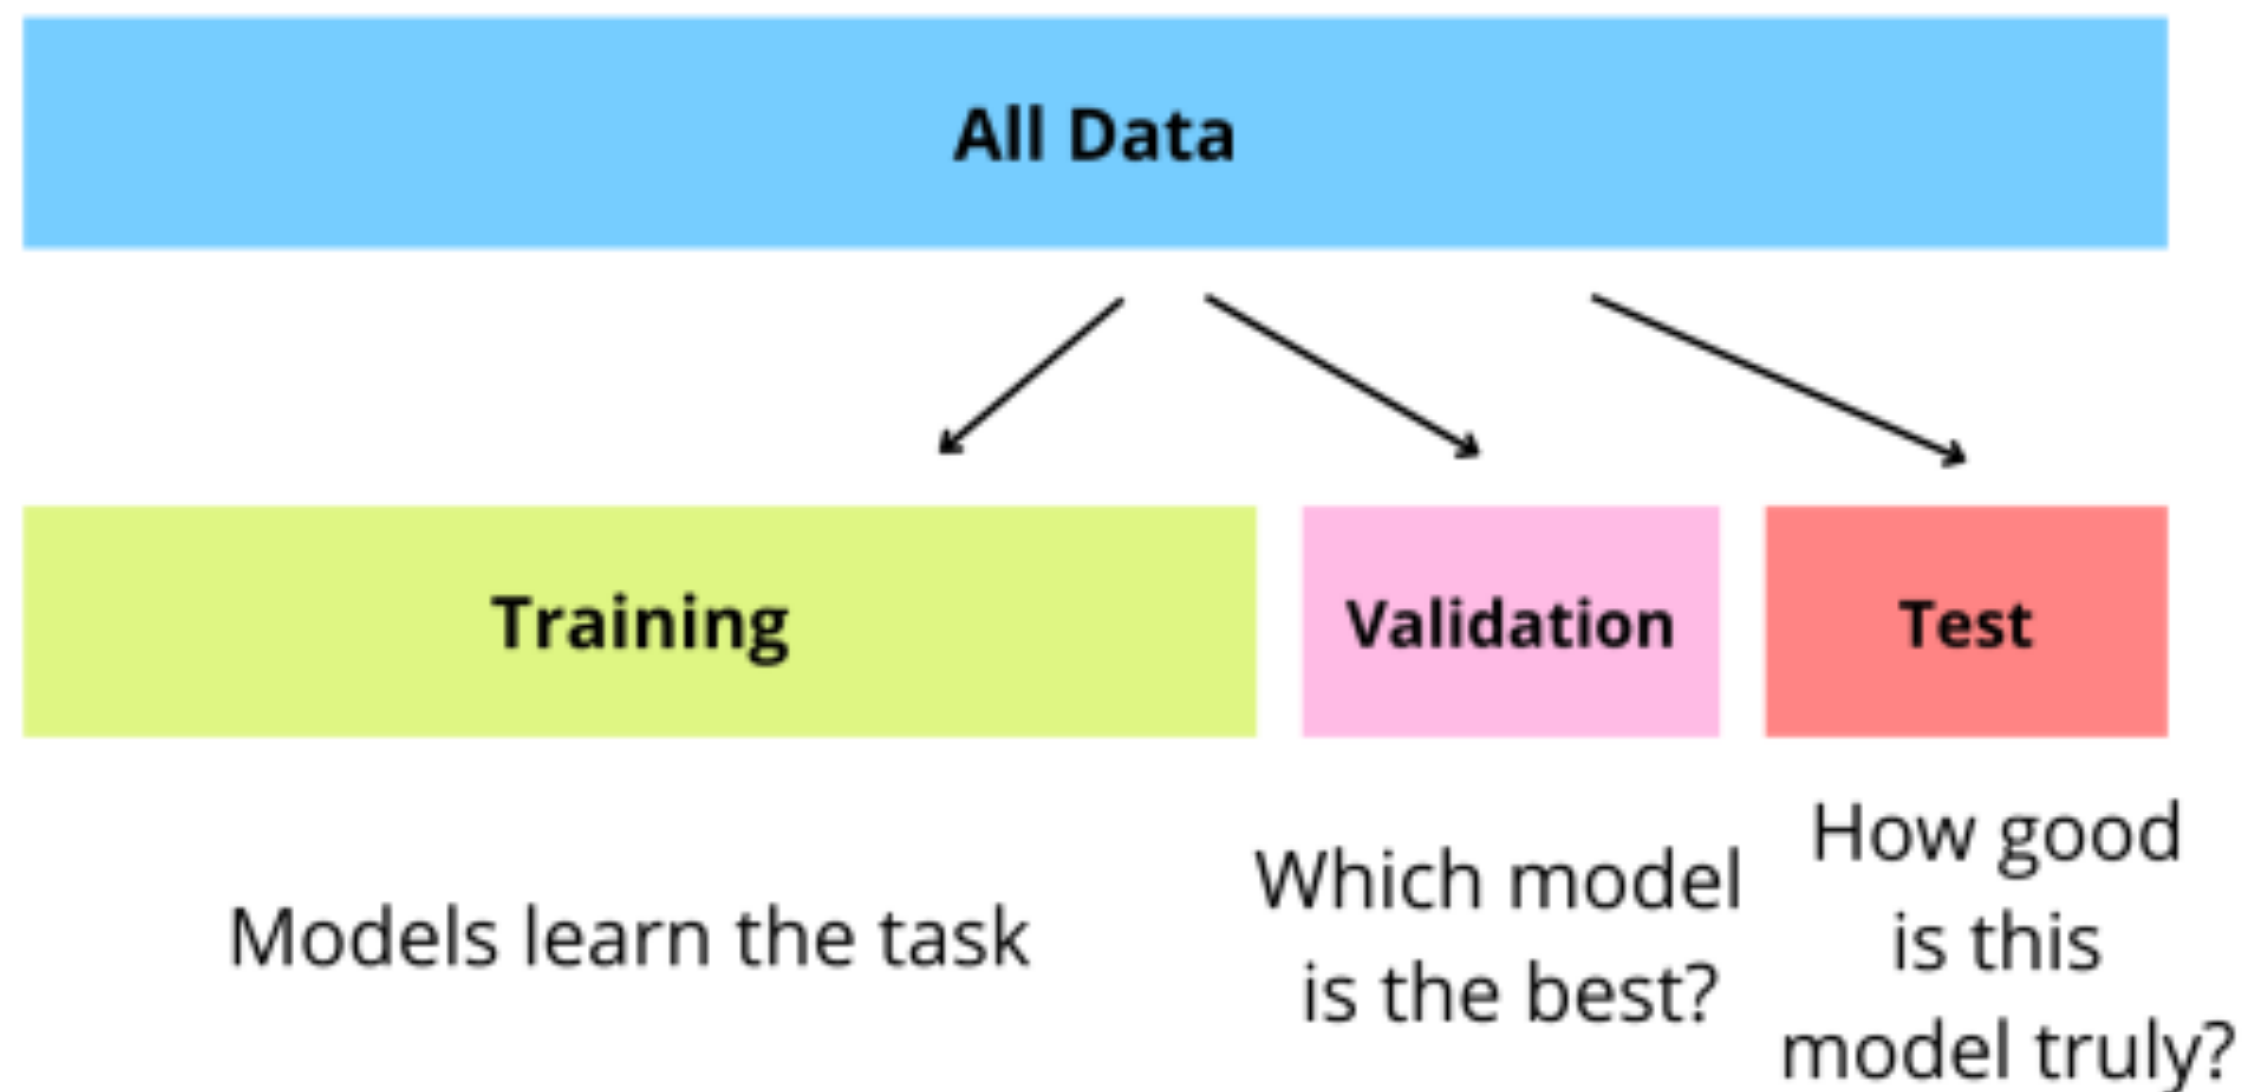 All Data
Training
Validation
Test
Models learn the task
Which model
is the best?
How good
is this
model truly?